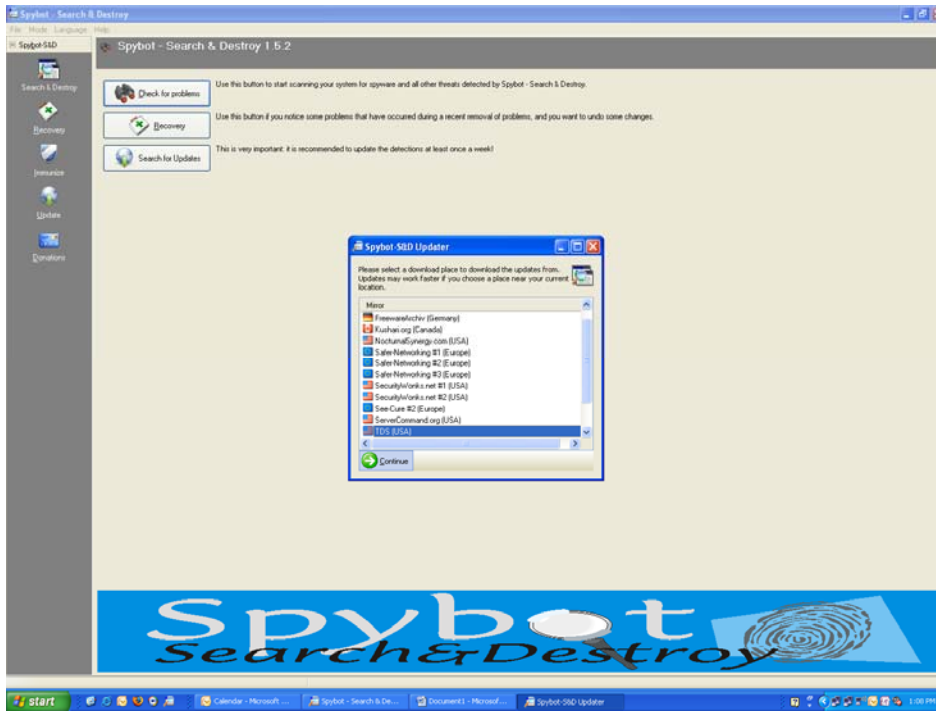 Spybot - Search & Destroy
File Mode Language Help
Spybot-S&D
Search & Destroy
Recovery
Immunize
Update
Donations
Spybot - Search & Destroy 1.5.2
Check for problems
Use this button to start scanning your system for spyware and all other threats detected by Spybot - Search & Destroy.
Recovery
Use this button if you notice some problems that have occured during a recent removal of problems, and you want to undo some changes.
Search for Updates
This is very important: it is recommended to update the detections at least once a week!
Spybot-S&D Updater
Please select a download place to download the updates from.
Updates may work faster if you choose a place near your current
location.
Mirror
FreewareArchiv (Germany)
Kushari.org (Canada)
NocturnalSynergy.com (USA)
Safer-Networking #1 (Europe)
Safer-Networking #2 (Europe)
Safer-Networking #3 (Europe)
SecurityWonks.net #1 (USA)
SecurityWonks.net #2 (USA)
See-Cure #2 (Europe)
ServerCommand.org (USA)
TDS (USA)
Continue
Spybot
Search&Destroy
start
Calendar - Microsoft ...
Spybot - Search & De...
Document1 - Microsof...
Spybot-S&D Updater
1:08 PM